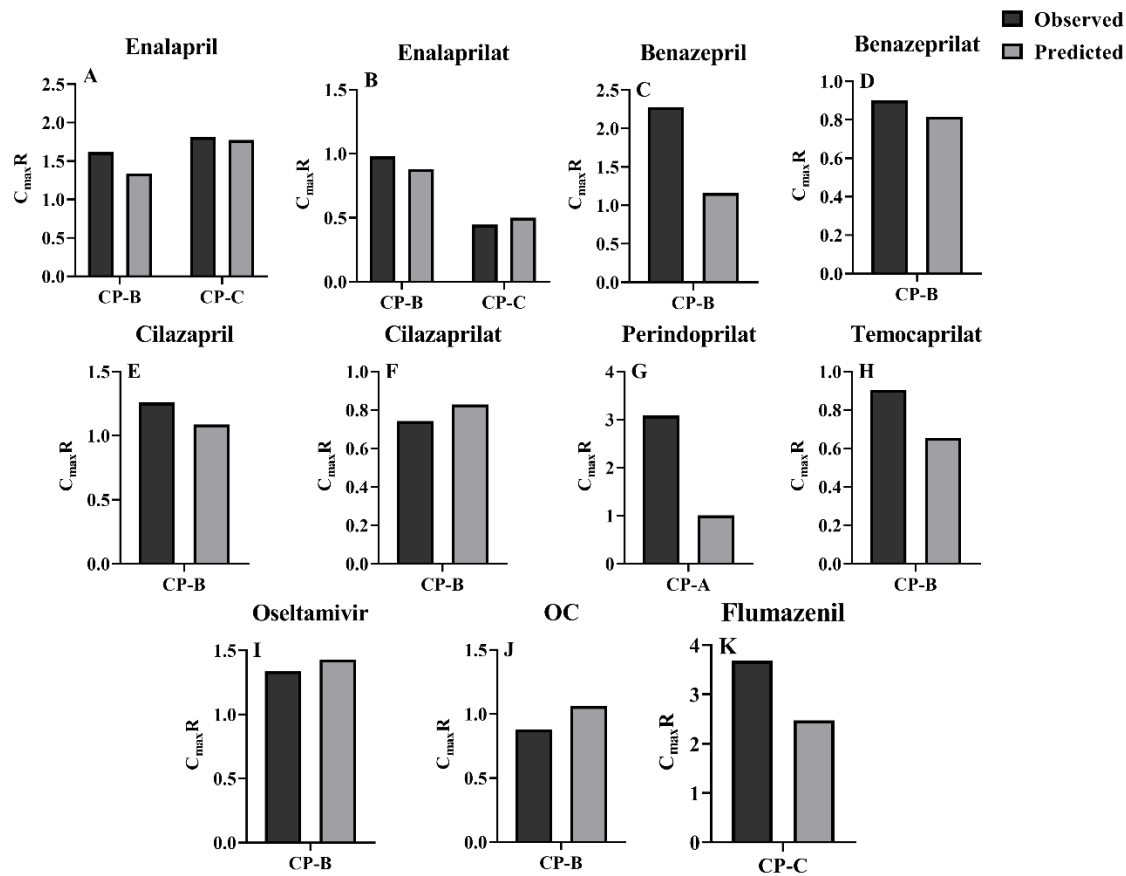 Observed
Predicted
Enalapril
A
CmaxR
2.5
2.0
1.5
1.0
0.5
0.0
CP-B CP-C
Enalaprilat
B
CmaxR
1.5
1.0
0.5
0.0
CP-B CP-C
Benazepril
C
CmaxR
2.5
2.0
1.5
1.0
0.5
0.0
CP-B
Benazeprilat
D
CmaxR
1.0
0.8
0.6
0.4
0.2
0.0
CP-B
Cilazapril
E
CmaxR
1.5
1.0
0.5
0.0
CP-B
Cilazaprilat
F
CmaxR
1.0
0.8
0.6
0.4
0.2
0.0
CP-B
Perindoprilat
G
CmaxR
4
3
2
1
0
CP-A
Temocaprilat
H
CmaxR
1.0
0.8
0.6
0.4
0.2
0.0
CP-B
Oseltamivir
I
CmaxR
1.5
1.0
0.5
0.0
CP-B
OC
J
CmaxR
1.5
1.0
0.5
0.0
CP-B
Flumazenil
K
CmaxR
4
3
2
1
0
CP-C